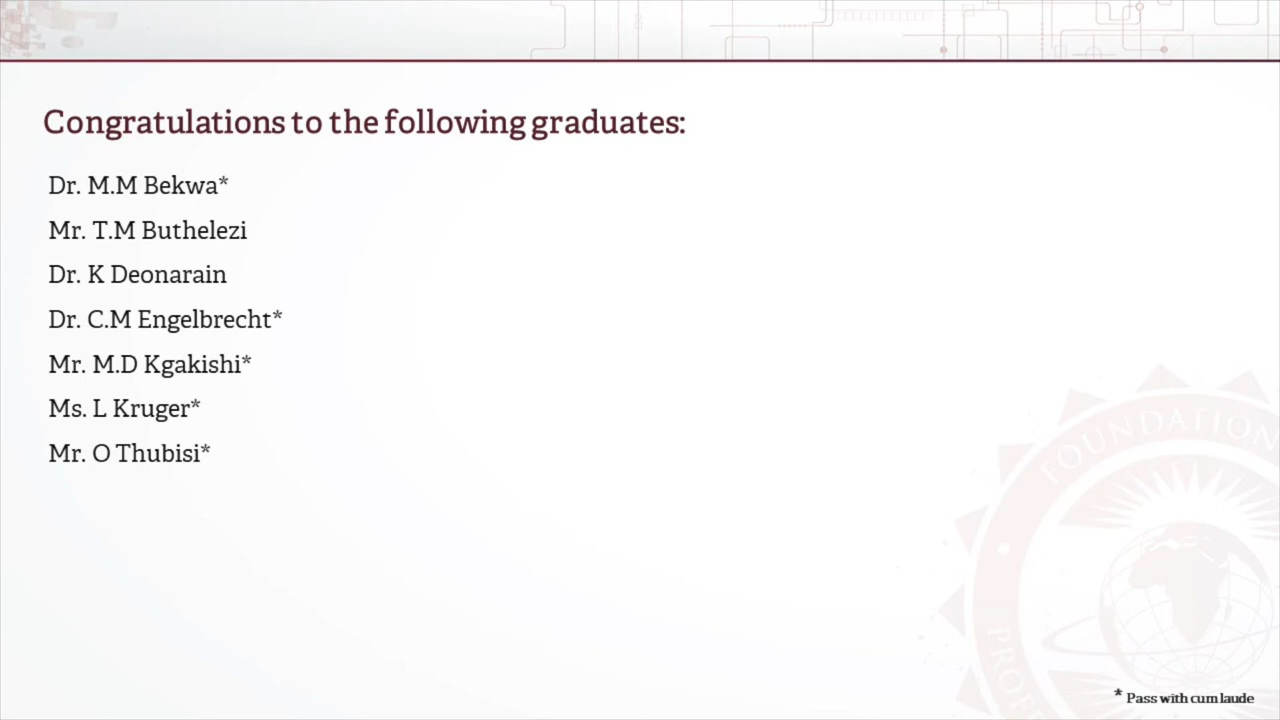 Congratulations to the following graduates:
Dr. M.M Bekwa*
Mr. T.M Buthelezi
Dr. K Deonarain
Dr. C.M Engelbrecht*
Mr. M.D Kgakishi*
Ms. L Kruger*
Mr. O Thubisi*
FOUNDATION
* Pass with cum laude